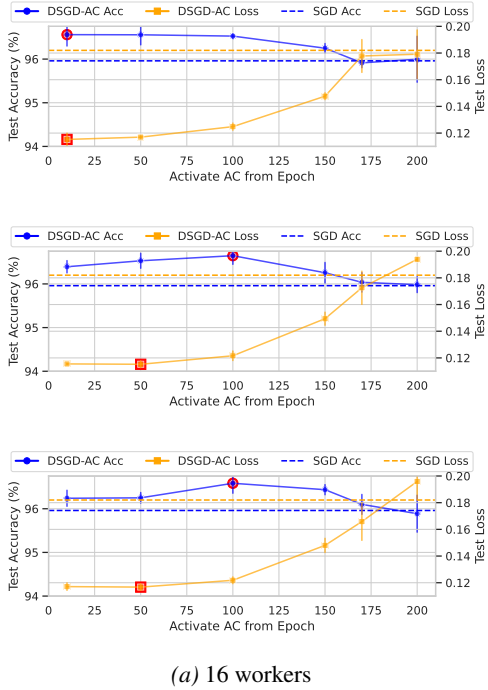 DSGD-AC Acc DSGD-AC Loss SGD Acc SGD Loss
Test Accuracy (%)
96
95
94
0.20
0.18
0.16
0.14
0.12
Test Loss
0 25 50 75 100 125 150 175 200
Activate AC from Epoch
DSGD-AC Acc DSGD-AC Loss SGD Acc SGD Loss
Test Accuracy (%)
96
95
94
0.20
0.18
0.16
0.14
0.12
Test Loss
0 25 50 75 100 125 150 175 200
Activate AC from Epoch
DSGD-AC Acc DSGD-AC Loss SGD Acc SGD Loss
Test Accuracy (%)
96
95
94
0.20
0.18
0.16
0.14
0.12
Test Loss
0 25 50 75 100 125 150 175 200
Activate AC from Epoch
(a) 16 workers